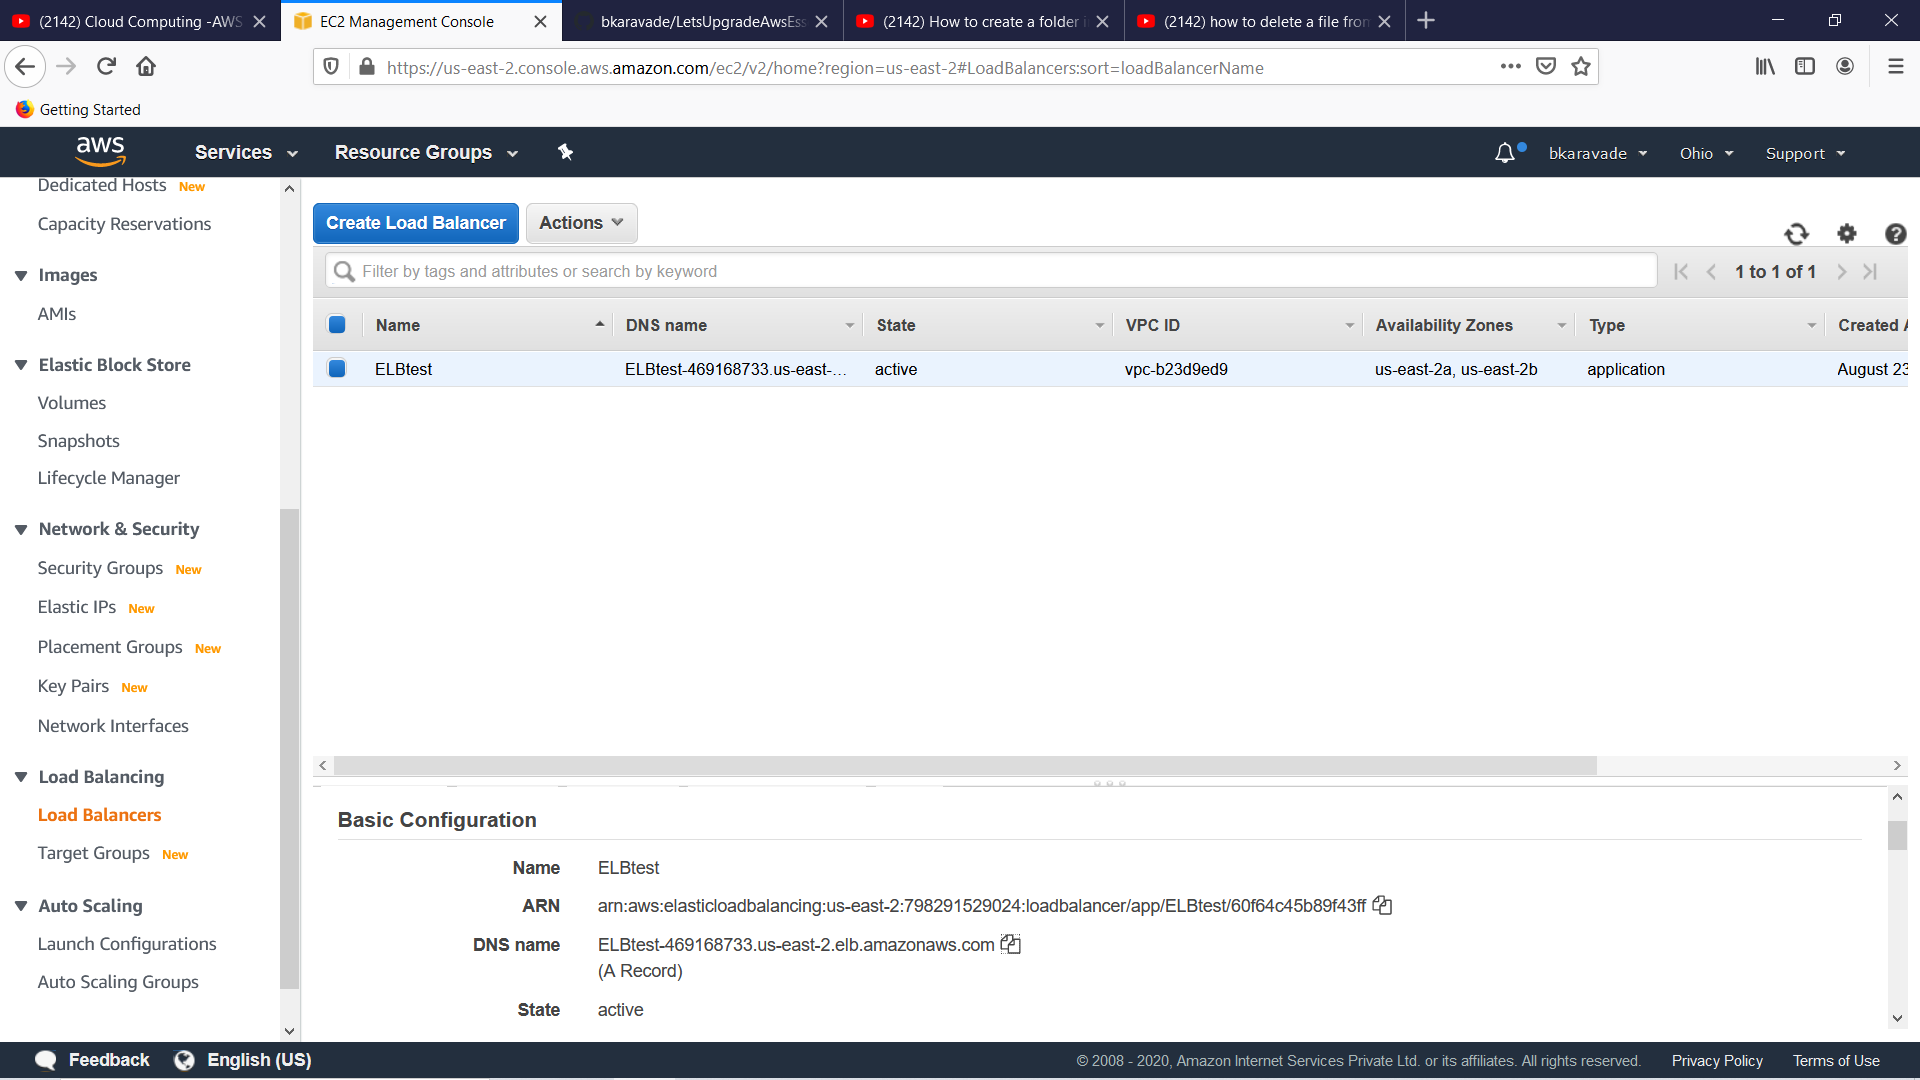 (2142) Cloud Computing -AWS
EC2 Management Console
bkaravade/LetsUpgradeAwsEss
(2142) How to create a folder i
(2142) how to delete a file from
https://us-east-2.console.aws.amazon.com/ec2/v2/home?region=us-east-2#LoadBalancers:sort=loadBalancerName
Getting Started
aws
Services
Resource Groups
bkaravade
Ohio
Support
Dedicated Hosts New
Capacity Reservations
Images
AMIs
Elastic Block Store
Volumes
Snapshots
Lifecycle Manager
Network & Security
Security Groups New
Elastic IPs New
Placement Groups New
Key Pairs New
Network Interfaces
Load Balancing
Load Balancers
Target Groups New
Auto Scaling
Launch Configurations
Auto Scaling Groups
Create Load Balancer
Actions
Filter by tags and attributes or search by keyword
1 to 1 of 1
Name DNS name State VPC ID Availability Zones Type Created A
ELBtest ELBtest-469168733.us-east-... active vpc-b23d9ed9 us-east-2a, us-east-2b application August 23
Basic Configuration
Name ELBtest
ARN arn:aws:elasticloadbalancing:us-east-2:798291529024:loadbalancer/app/ELBtest/60f64c45b89f43ff
DNS name ELBtest-469168733.us-east-2.elb.amazonaws.com
(A Record)
State active
Feedback
English (US)
© 2008 - 2020, Amazon Internet Services Private Ltd. or its affiliates. All rights reserved.
Privacy Policy
Terms of Use